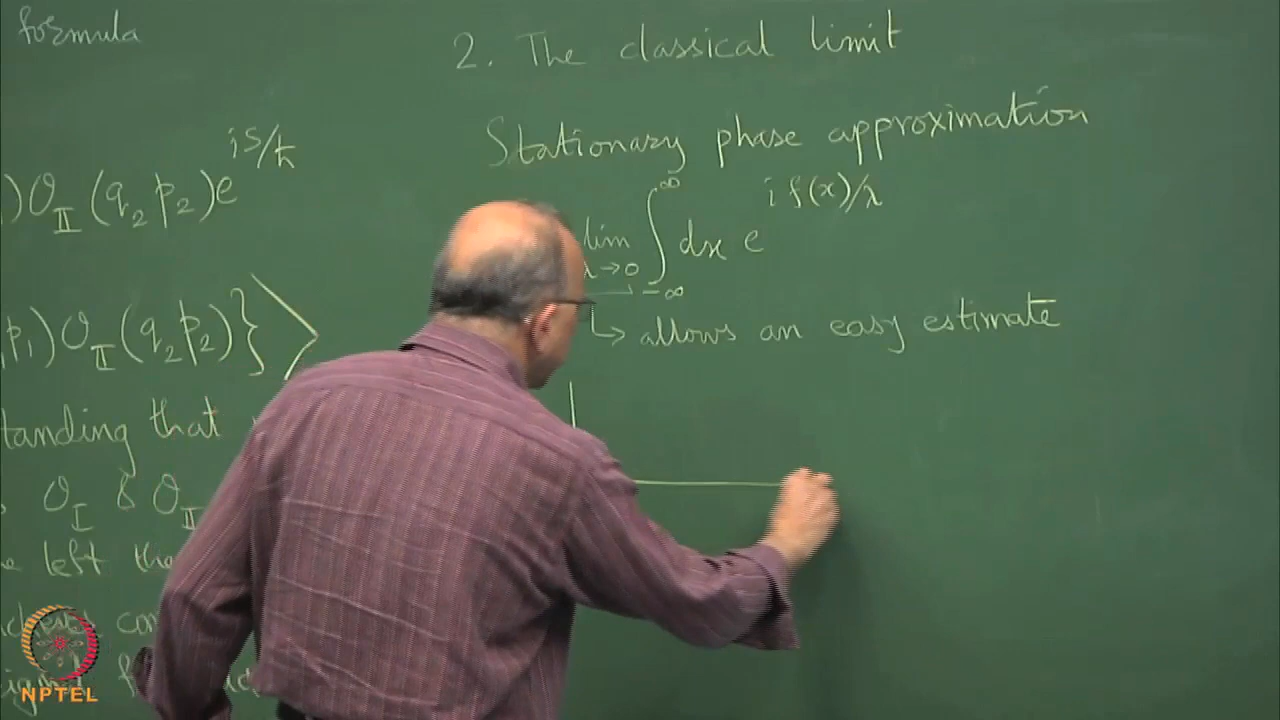 formula
)O_II (q_2 p_2) e^{iS/ħ}
p_1) O_II (q_2 p_2)}⟩
tanding that
O_I & O_II
left the
2. The classical limit
Stationary phase approximation
lim λ→0 ∫_{-∞}^{∞} dx e^{i f(x)/λ}
↳ allows an easy estimate
NPTEL